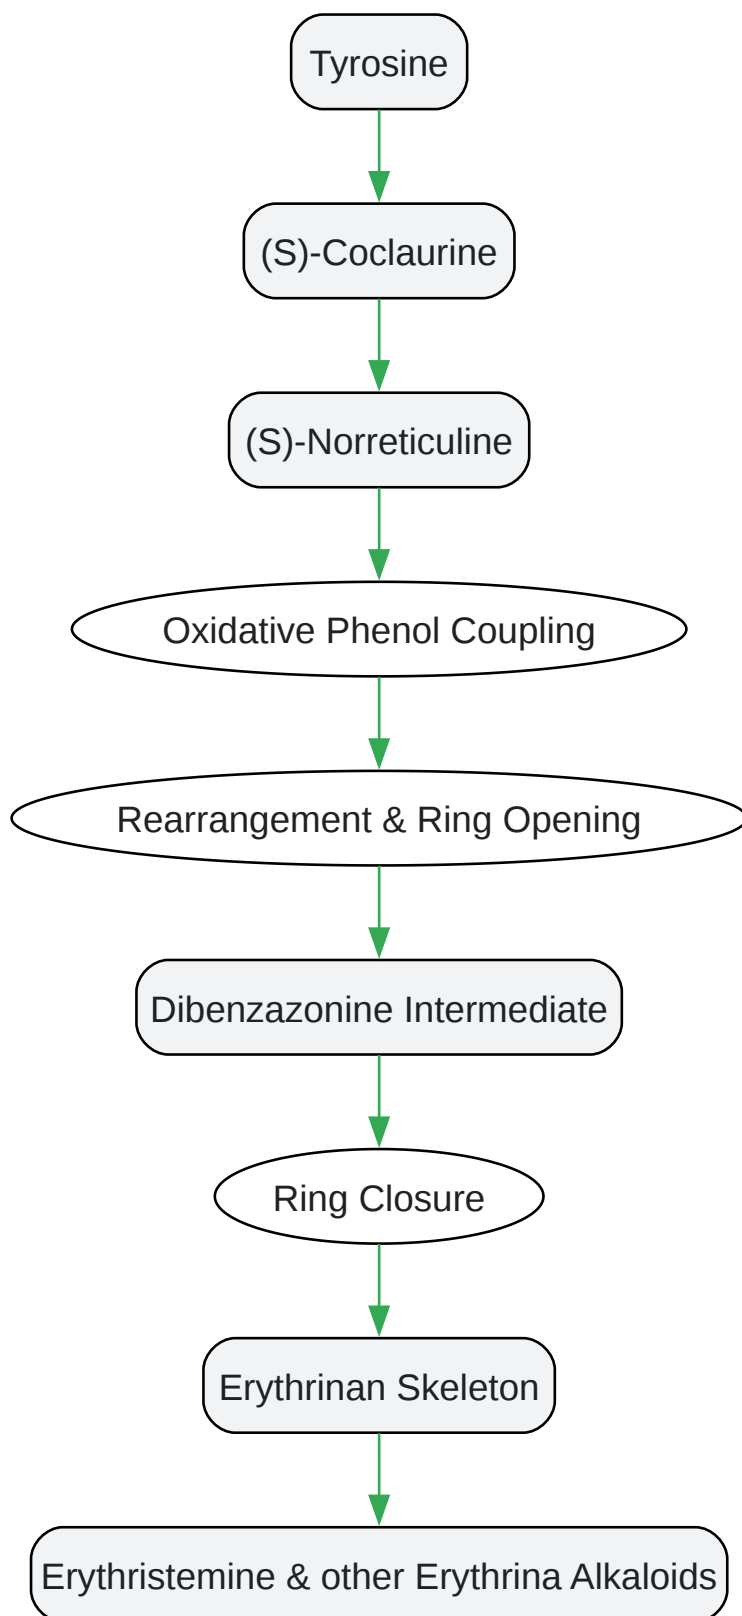 Tyrosine
(S)-Coclaurine
(S)-Norreticuline
Oxidative Phenol Coupling
Rearrangement & Ring Opening
Dibenzazonine Intermediate
Ring Closure
Erythrinan Skeleton
Erythristemine & other Erythrina Alkaloids